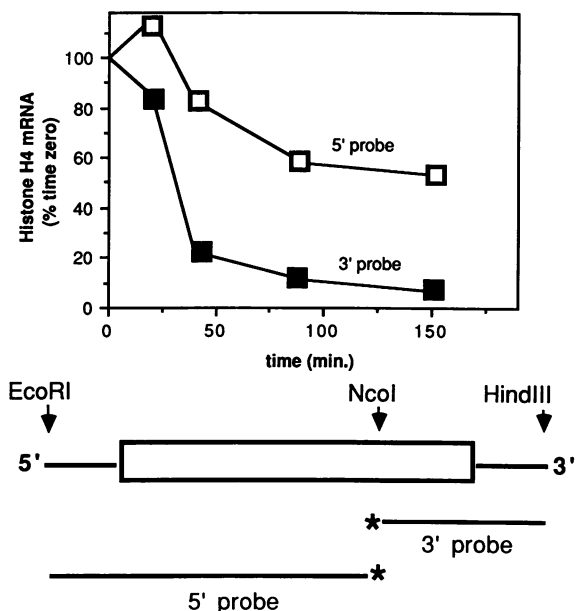 Histone H4 mRNA
(% time zero)
100
80
60
40
20
0
5' probe
3' probe
0
50
100
150
time (min.)
EcoRI
NcoI
HindIII
5'
3'
*
3' probe
*
5' probe